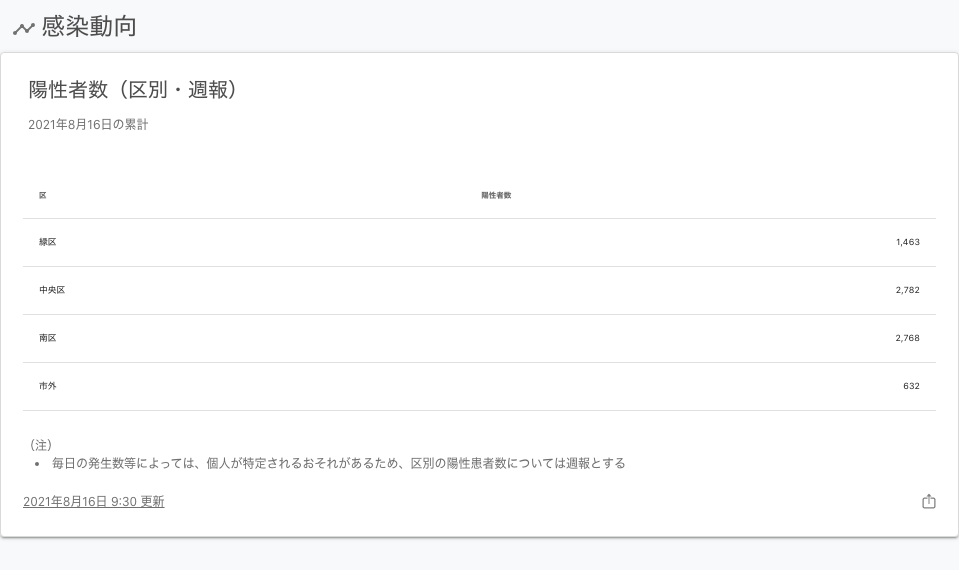 感染動向
陽性者数（区別・週報）
2021年8月16日の累計
区 陽性者数
緑区 1,463
中央区 2,782
南区 2,768
市外 632
（注）
• 毎日の発生数等によっては、個人が特定されるおそれがあるため、区別の陽性患者数については週報とする
2021年8月16日 9:30 更新